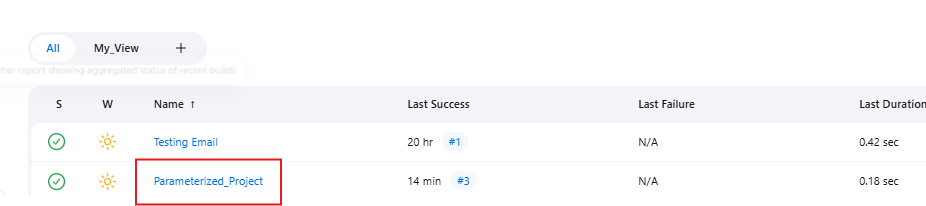 All My_View +
ther report showing aggregated status of recent builds
S W Name ↑ Last Success Last Failure Last Duration
Testing Email 20 hr #1 N/A 0.42 sec
Parameterized_Project 14 min #3 N/A 0.18 sec